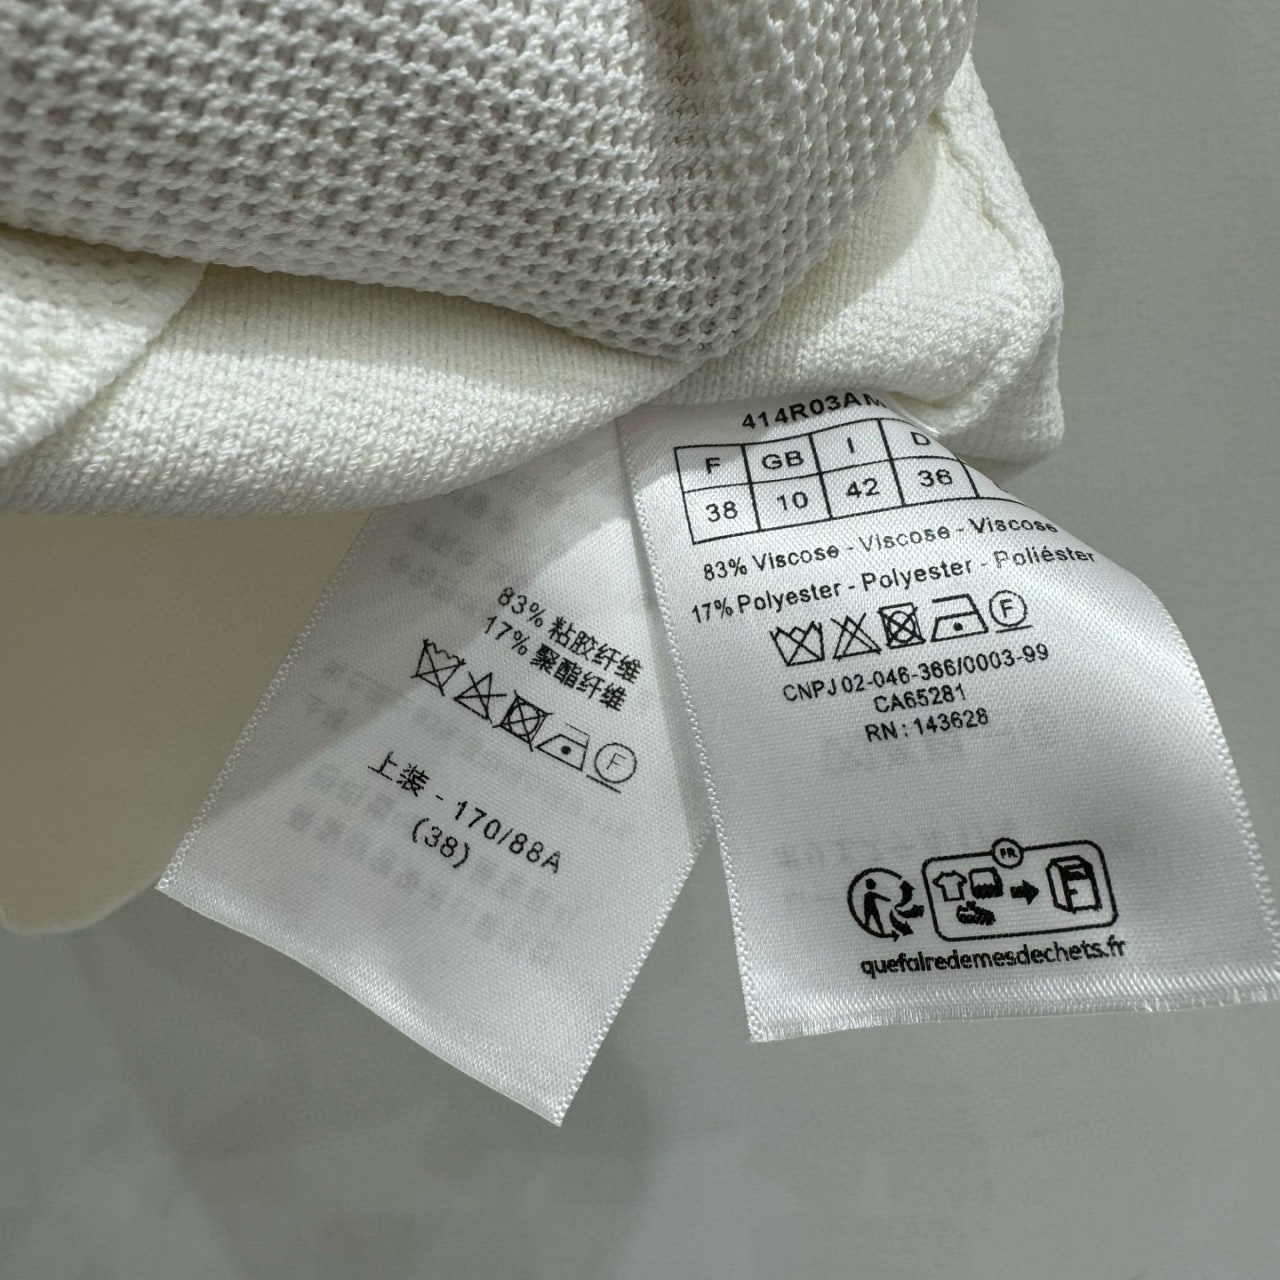 83% 粘胶纤维
17% 聚酯纤维
F
上装 - 170/88A
(38)
414R03AM
F GB I D
38 10 42 36
83% Viscose - Viscose - Viscose
17% Polyester - Polyester - Poliéster
F
CNPJ 02-046-366/0003-99
CA65281
RN : 143628
FR
quefairedemesdechets.fr